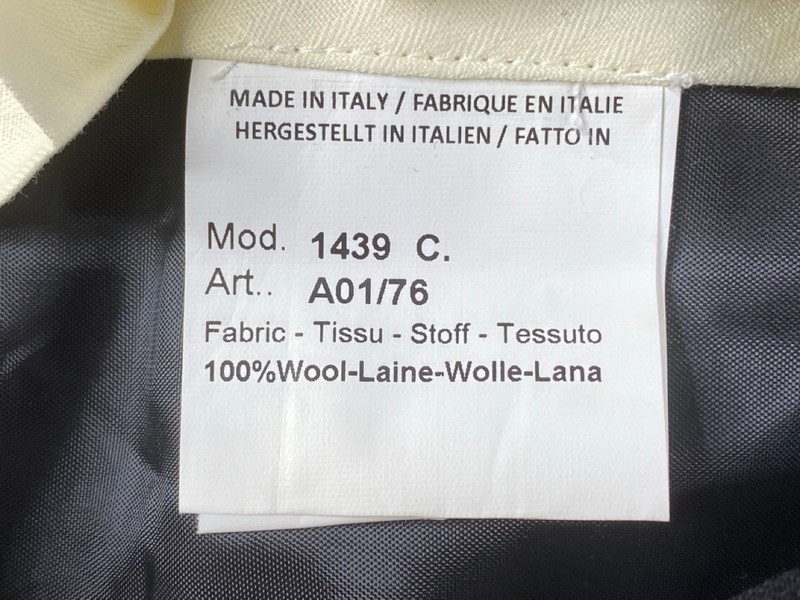 MADE IN ITALY / FABRIQUE EN ITALIE
HERGESTELLT IN ITALIEN / FATTO IN
Mod. 1439 C.
Art.. A01/76
Fabric - Tissu - Stoff - Tessuto
100%Wool-Laine-Wolle-Lana